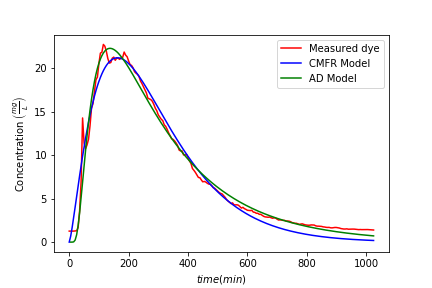 Measured dye
CMFR Model
AD Model
Concentration (mg/L)
20
15
10
5
0
0
200
400
600
800
1000
time(min)